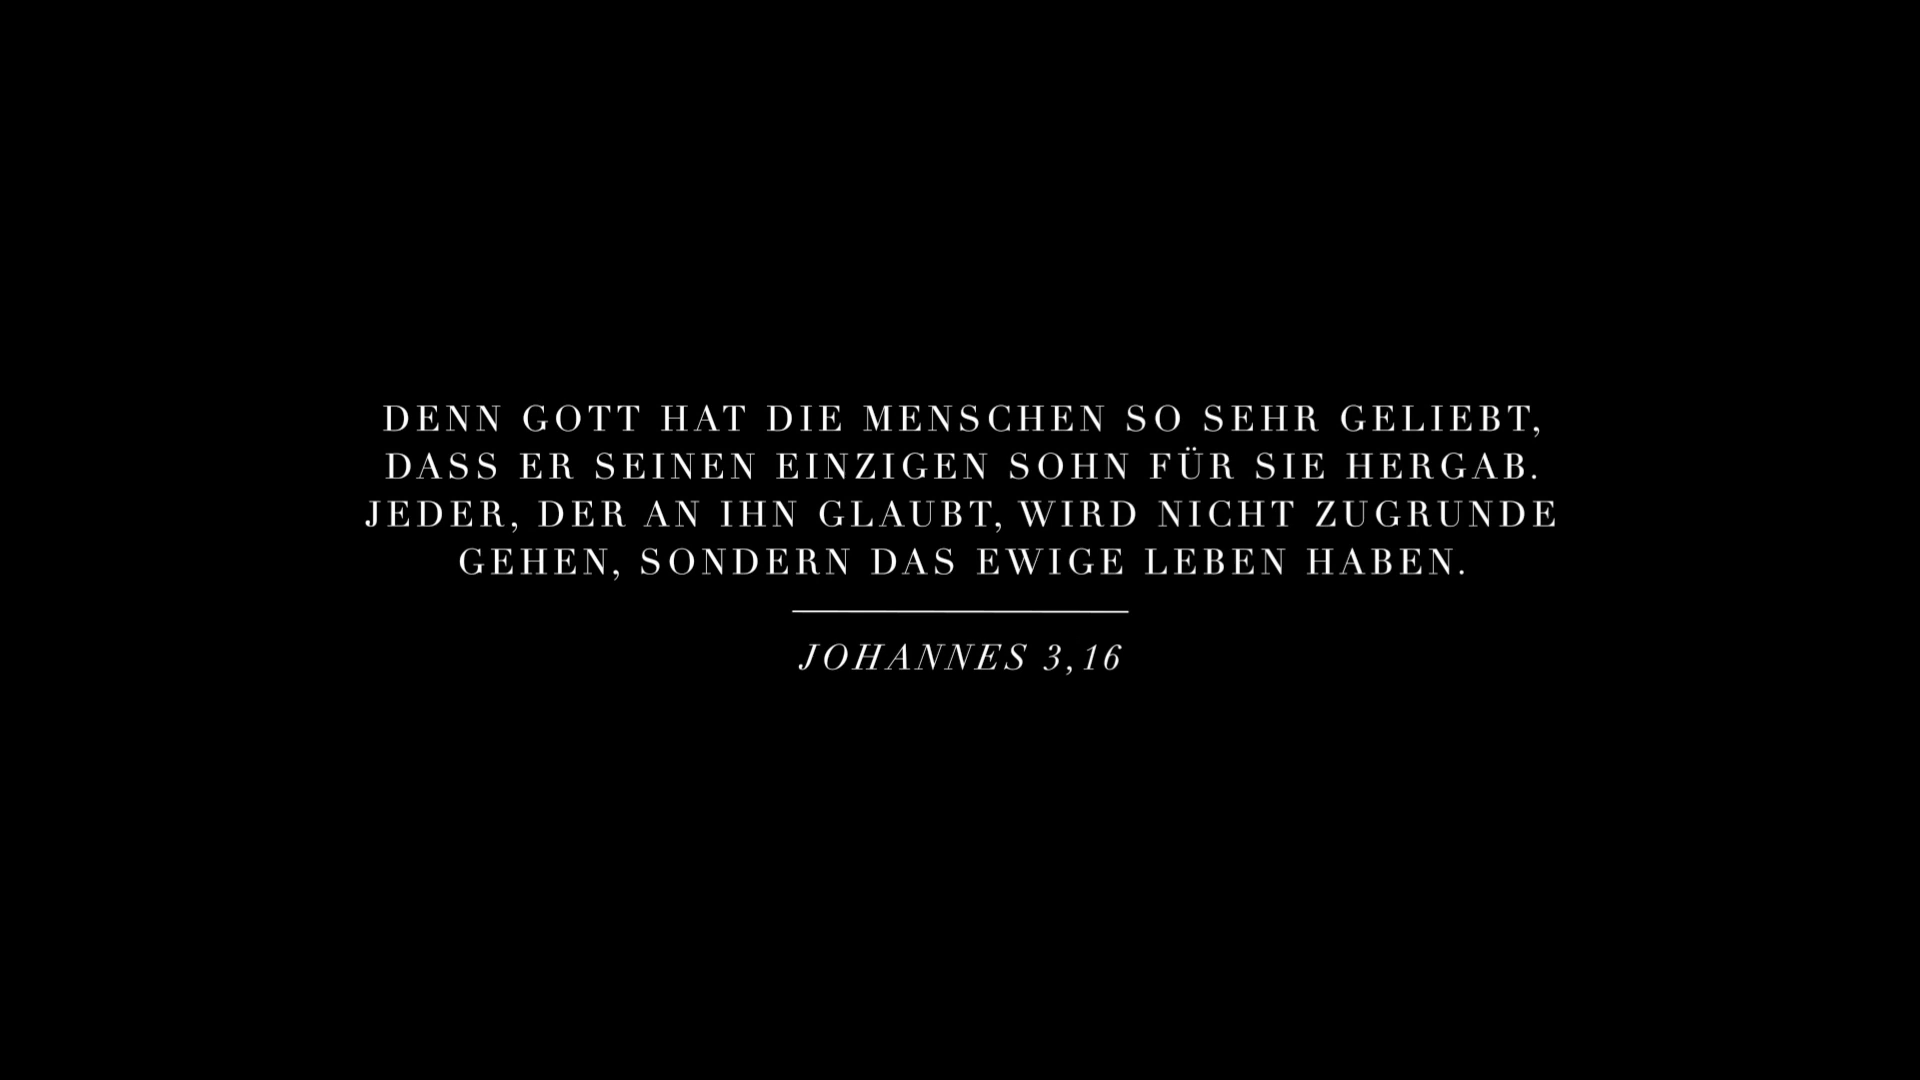 DENN GOTT HAT DIE MENSCHEN SO SEHR GELIEBT,
DASS ER SEINEN EINZIGEN SOHN FÜR SIE HERGAB.
JEDER, DER AN IHN GLAUBT, WIRD NICHT ZUGRUNDE
GEHEN, SONDERN DAS EWIGE LEBEN HABEN.
JOHANNES 3,16